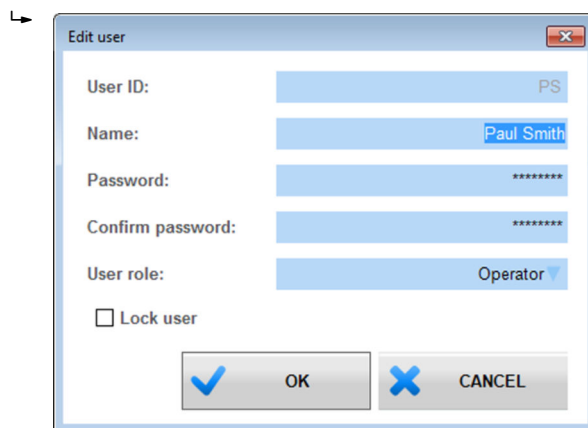 Edit user
User ID: PS
Name: Paul Smith
Password: ********
Confirm password: ********
User role: Operator
Lock user
OK CANCEL